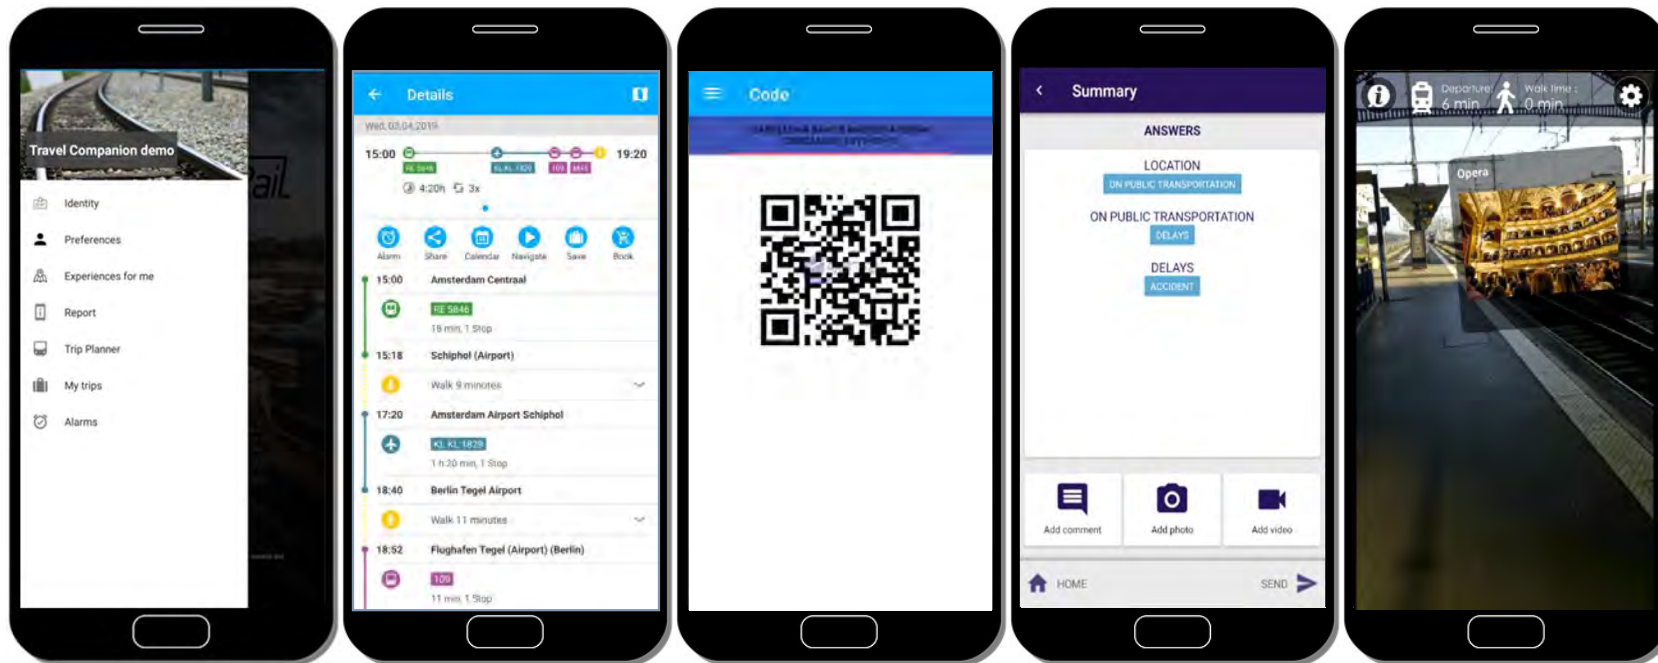 Travel Companion demo
Identity
Preferences
Experiences for me
Report
Trip Planner
My trips
Alarms
Details
Wed, 03.04.2019
15:00
19:20
RE 5846
KL KL 1829
109
4:20h
3x
Alarm
Share
Calendar
Navigate
Save
Book
15:00 Amsterdam Centraal
RE 5846
18 min, 1 Stop
15:18 Schiphol (Airport)
Walk 9 minutes
17:20 Amsterdam Airport Schiphol
KL KL 1829
1 h 20 min, 1 Stop
18:40 Berlin Tegel Airport
Walk 11 minutes
18:52 Flughafen Tegel (Airport) (Berlin)
109
11 min, 1 Stop
Code
Summary
ANSWERS
LOCATION
ON PUBLIC TRANSPORTATION
ON PUBLIC TRANSPORTATION
DELAYS
DELAYS
ACCIDENT
Add comment
Add photo
Add video
HOME
SEND
Departure:
6 min
Walk time :
0 min
Opera